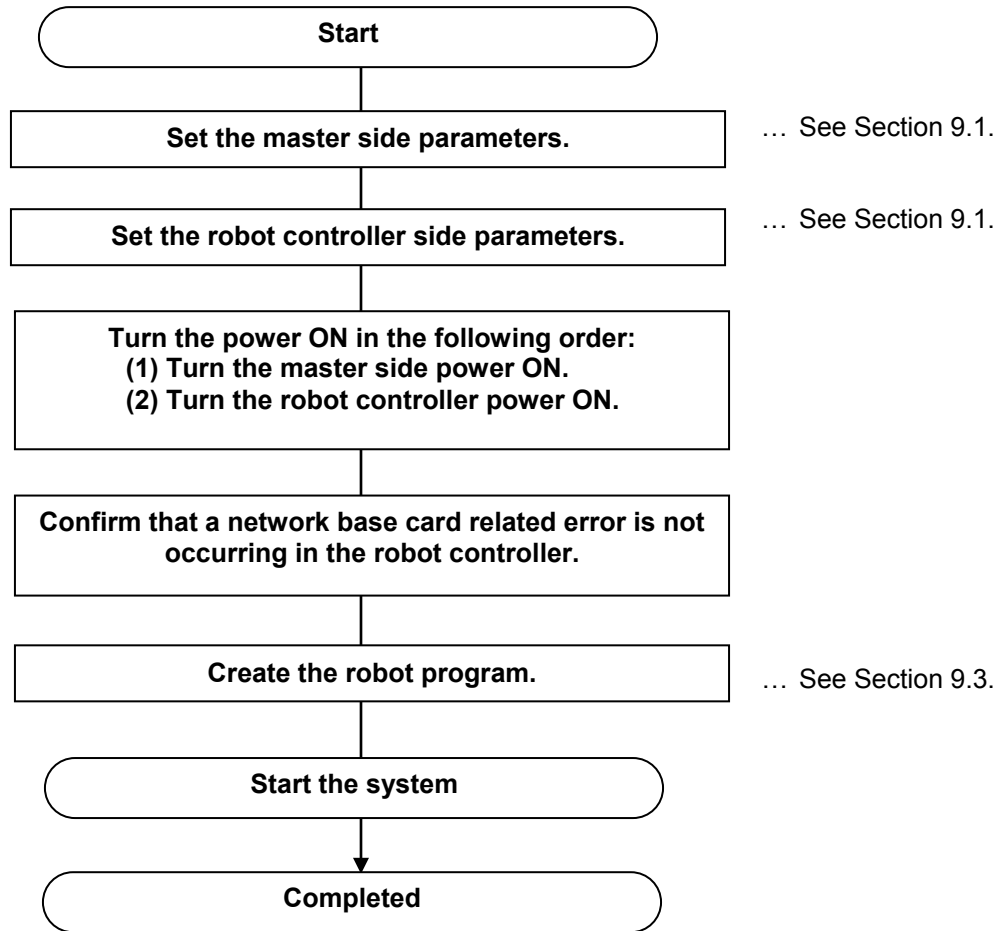 Start
Set the master side parameters.
… See Section 9.1.
Set the robot controller side parameters.
… See Section 9.1.
Turn the power ON in the following order:
(1) Turn the master side power ON.
(2) Turn the robot controller power ON.
Confirm that a network base card related error is not
occurring in the robot controller.
Create the robot program.
… See Section 9.3.
Start the system
Completed